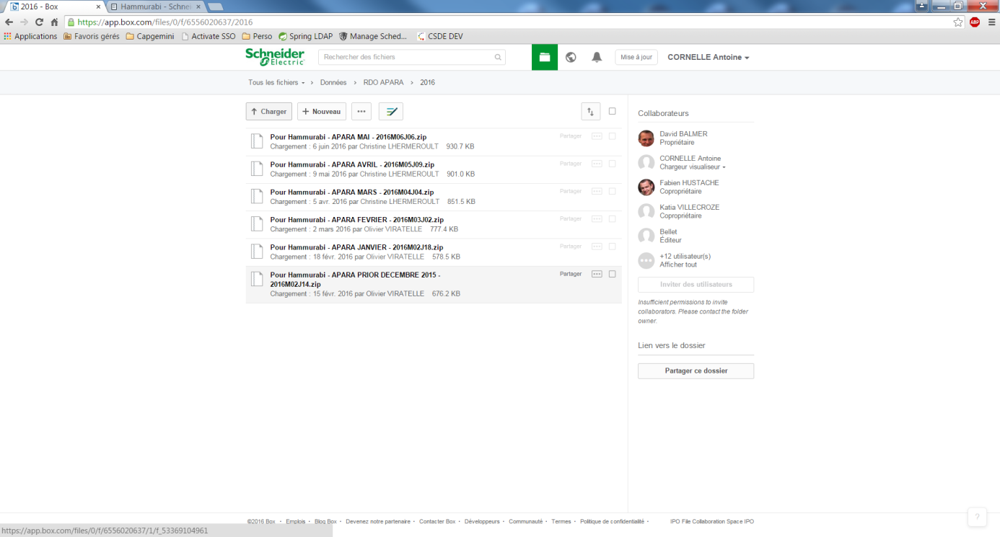 2016 - Box
Hammurabi - Schnei
https://app.box.com/files/0/f/6556020637/2016
ABP
Applications
Favoris gérés
Capgemini
Activate SSO
Perso
Spring LDAP
Manage Sched...
CSDE DEV
Schneider
Electric
Rechercher des fichiers
Mise à jour
CORNELLE Antoine
Tous les fichiers
Données
RDO APARA
2016
Charger
Nouveau
Pour Hammurabi - APARA MAI - 2016M06J06.zip
Partager
Chargement : 6 juin 2016 par Christine LHERMEROULT 930.7 KB
Pour Hammurabi - APARA AVRIL - 2016M05J09.zip
Partager
Chargement : 9 mai 2016 par Christine LHERMEROULT 901.0 KB
Pour Hammurabi - APARA MARS - 2016M04J04.zip
Partager
Chargement : 5 avr. 2016 par Christine LHERMEROULT 851.5 KB
Pour Hammurabi - APARA FEVRIER - 2016M03J02.zip
Partager
Chargement : 2 mars 2016 par Olivier VIRATELLE 777.4 KB
Pour Hammurabi - APARA JANVIER - 2016M02J18.zip
Partager
Chargement : 18 févr. 2016 par Olivier VIRATELLE 578.5 KB
Pour Hammurabi - APARA PRIOR DECEMBRE 2015 -
2016M02J14.zip
Partager
Chargement : 15 févr. 2016 par Olivier VIRATELLE 676.2 KB
Collaborateurs
David BALMER
Propriétaire
CORNELLE Antoine
Chargeur visualiseur
Fabien HUSTACHE
Copropriétaire
Katia VILLECROZE
Copropriétaire
Bellet
Éditeur
+12 utilisateur(s)
Afficher tout
Inviter des utilisateurs
Insufficient permissions to invite
collaborators. Please contact the folder
owner.
Lien vers le dossier
Partager ce dossier
©2016 Box · Emplois · Blog Box · Devenez notre partenaire · Contacter Box · Développeurs · Communauté · Termes · Politique de confidentialité ·
IPO File Collaboration Space IPO
?
https://app.box.com/files/0/f/6556020637/1/f_53369104961